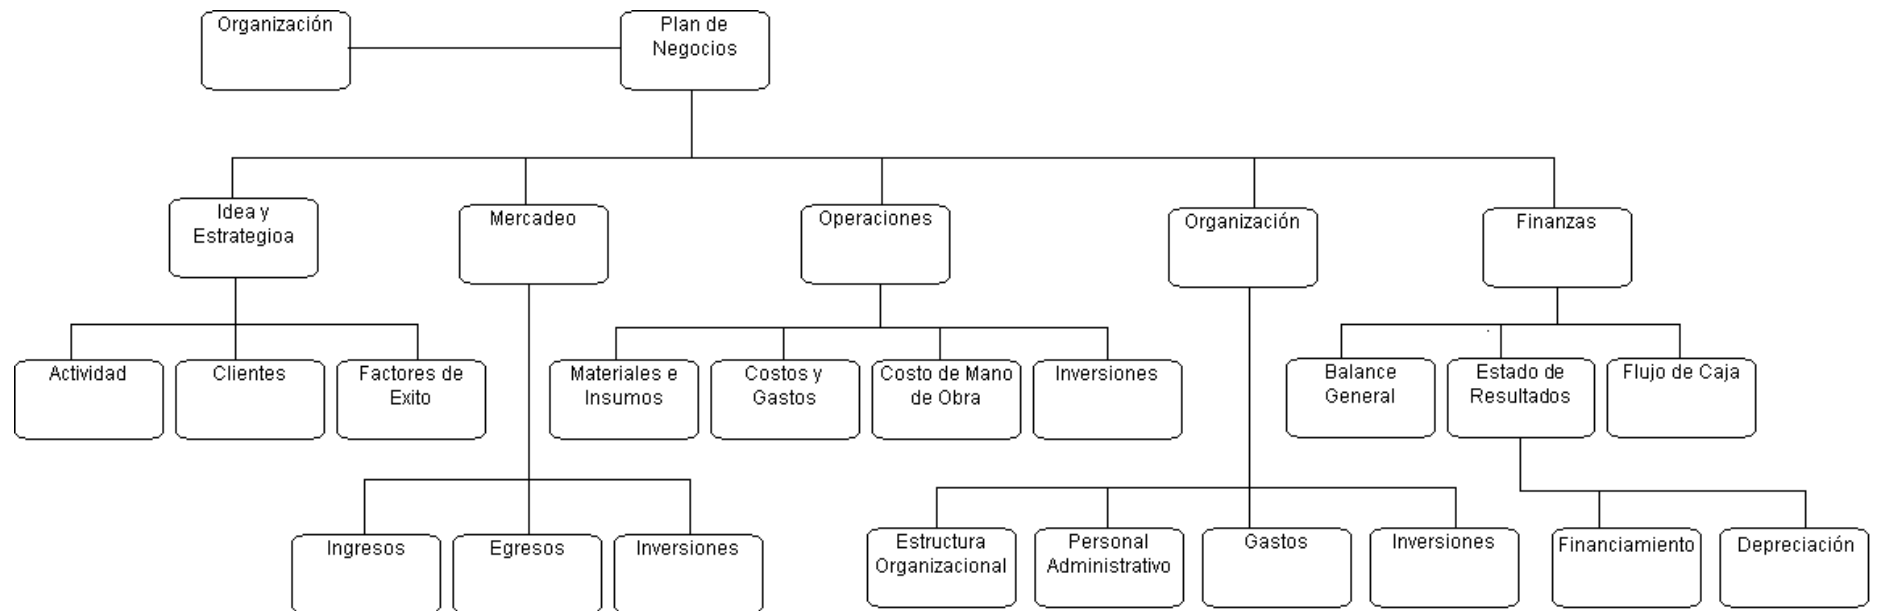 Organización
Plan de
Negocios
Idea y
Estrategioa
Mercadeo
Operaciones
Organización
Finanzas
Actividad
Clientes
Factores de
Exito
Materiales e
Insumos
Costos y
Gastos
Costo de Mano
de Obra
Inversiones
Balance
General
Estado de
Resultados
Flujo de Caja
Ingresos
Egresos
Inversiones
Estructura
Organizacional
Personal
Administrativo
Gastos
Inversiones
Financiamiento
Depreciación